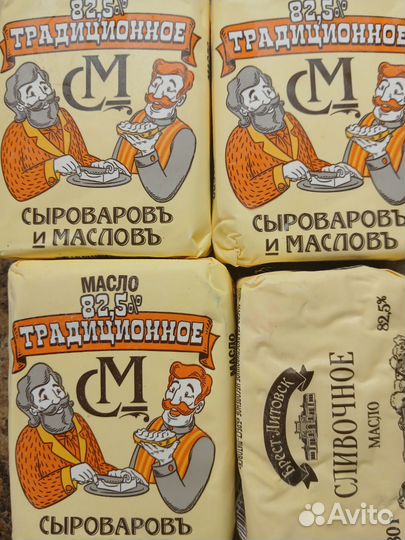 82,5%
ТРАДИЦИОННОЕ
СМ
СЫРОВАРОВЪ
И МАСЛОВЪ
82,5%
ТРАДИЦИОННОЕ
СМ
СЫРОВАРОВЪ
И МАСЛОВЪ
МАСЛО
82,5%
ТРАДИЦИОННОЕ
СМ
СЫРОВАРОВЪ
МАСЛО
БРЕСТ-ЛИТОВСК
СЛИВОЧНОЕ
МАСЛО
82,5%
Avito